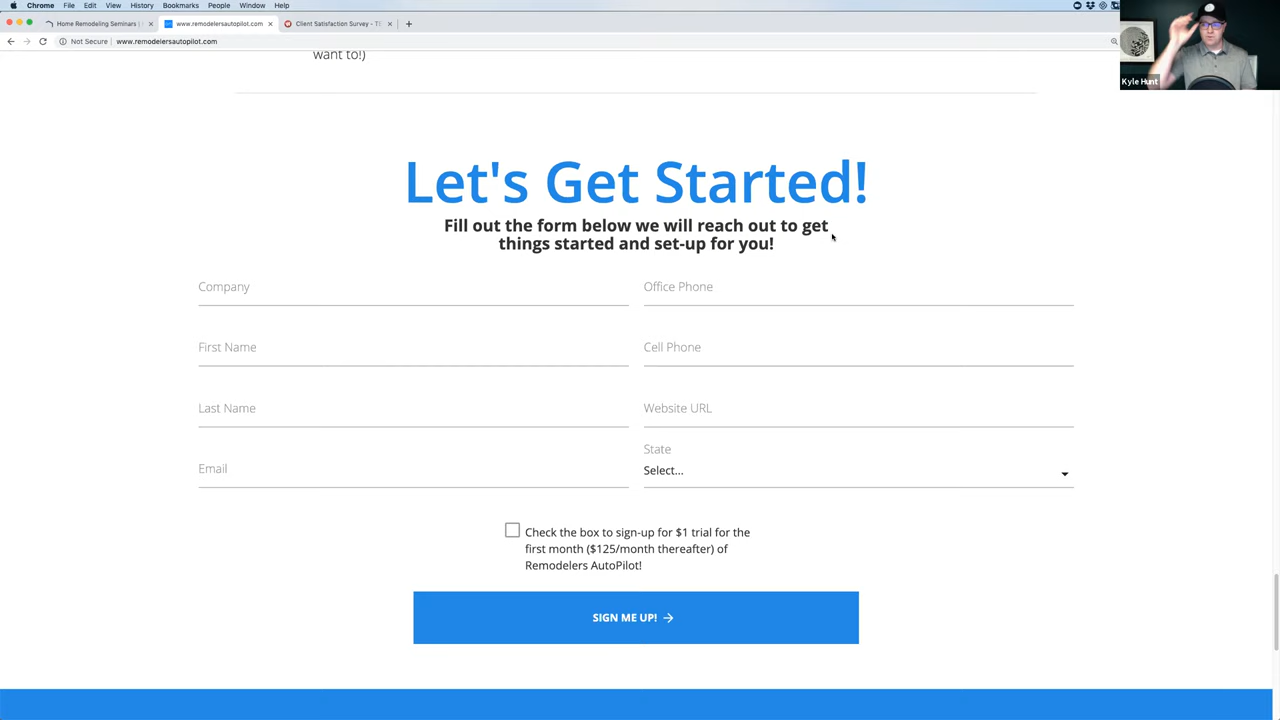 Chrome File Edit View History Bookmarks People Window Help
Home Remodeling Seminars |
www.remodelersautopilot.com
Client Satisfaction Survey - T
Not Secure | www.remodelersautopilot.com
want to!)
Kyle Hunt
Let's Get Started!
Fill out the form below we will reach out to get
things started and set-up for you!
Company
Office Phone
First Name
Cell Phone
Last Name
Website URL
State
Email
Select...
Check the box to sign-up for $1 trial for the
first month ($125/month thereafter) of
Remodelers AutoPilot!
SIGN ME UP!